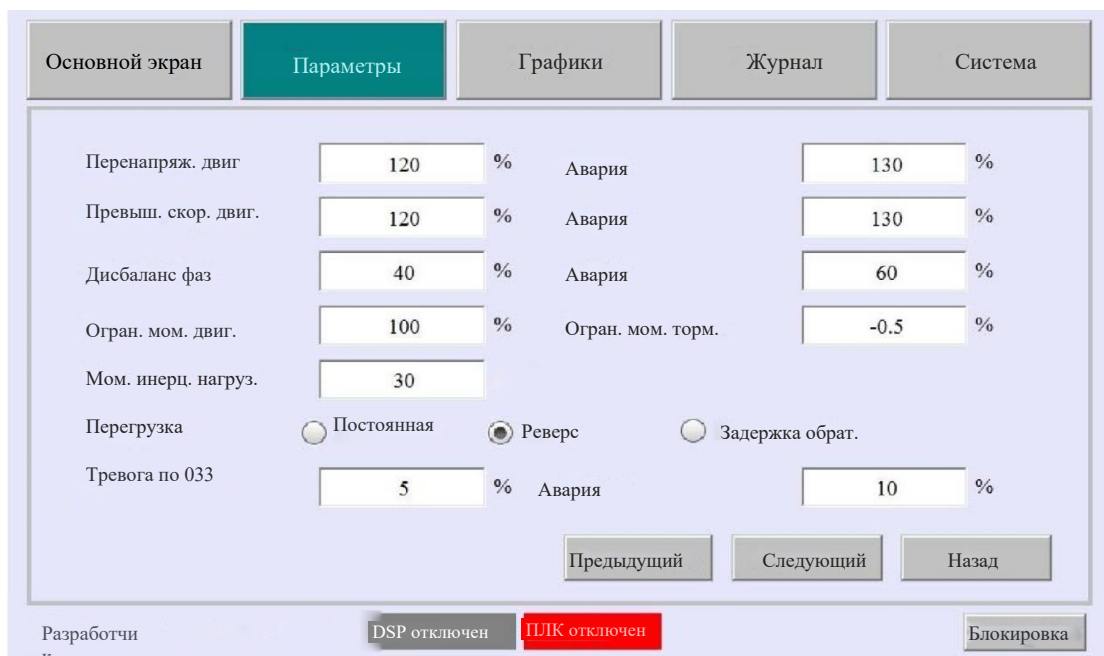 Основной экран Параметры Графики Журнал Система
Перенапряж. двиг 120 % Авария 130 %
Превыш. скор. двиг. 120 % Авария 130 %
Дисбаланс фаз 40 % Авария 60 %
Огран. мом. двиг. 100 % Огран. мом. торм. -0.5 %
Мом. инерц. нагруз. 30
Перегрузка Постоянная Реверс Задержка обрат.
Тревога по 033 5 % Авария 10 %
Предыдущий Следующий Назад
Разработчи DSP отключен ПЛК отключен Блокировка